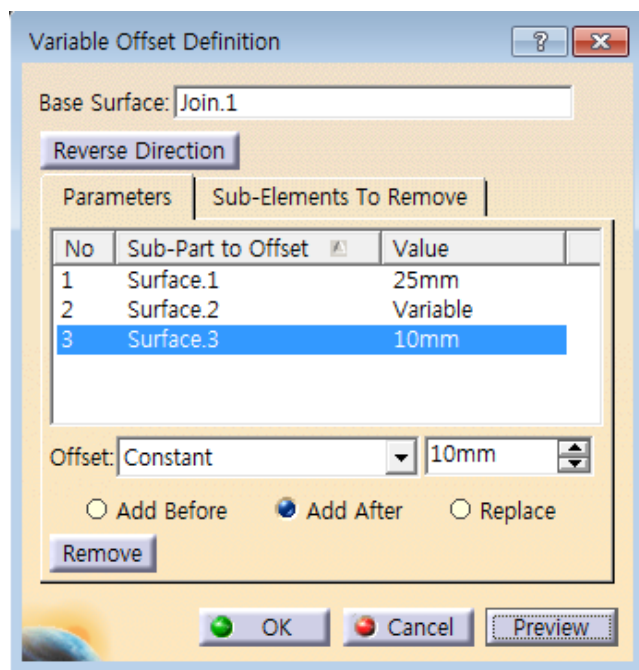 Variable Offset Definition
Base Surface: Join.1
Reverse Direction
Parameters Sub-Elements To Remove
No Sub-Part to Offset Value
1 Surface.1 25mm
2 Surface.2 Variable
3 Surface.3 10mm
Offset: Constant 10mm
Add Before Add After Replace
Remove
OK Cancel Preview